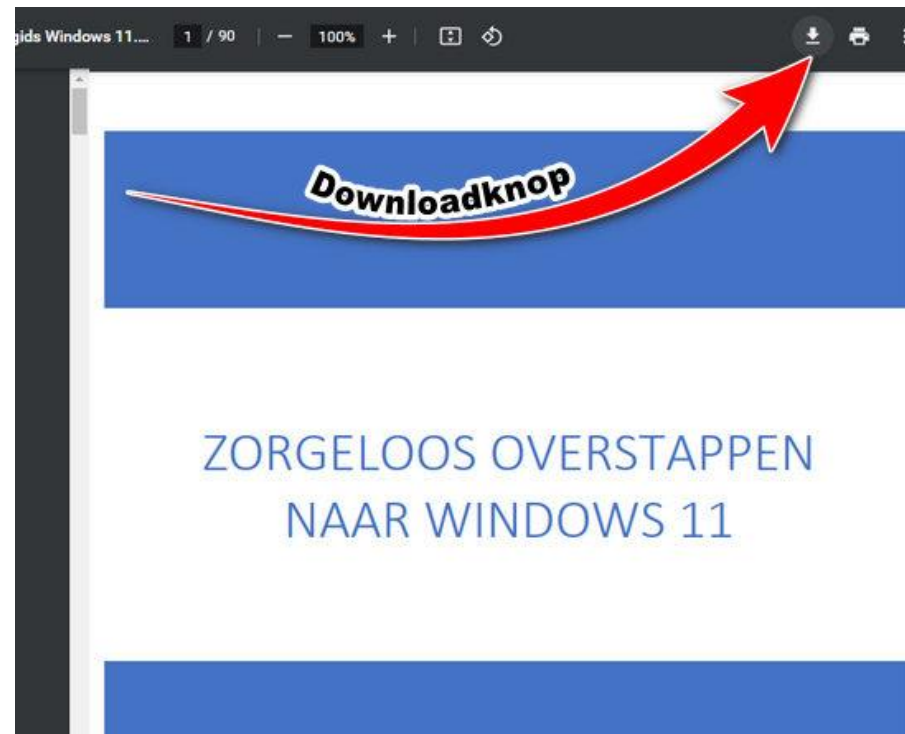 gids Windows 11....
1 / 90
100%
Downloadknop
ZORGELOOS OVERSTAPPEN
NAAR WINDOWS 11